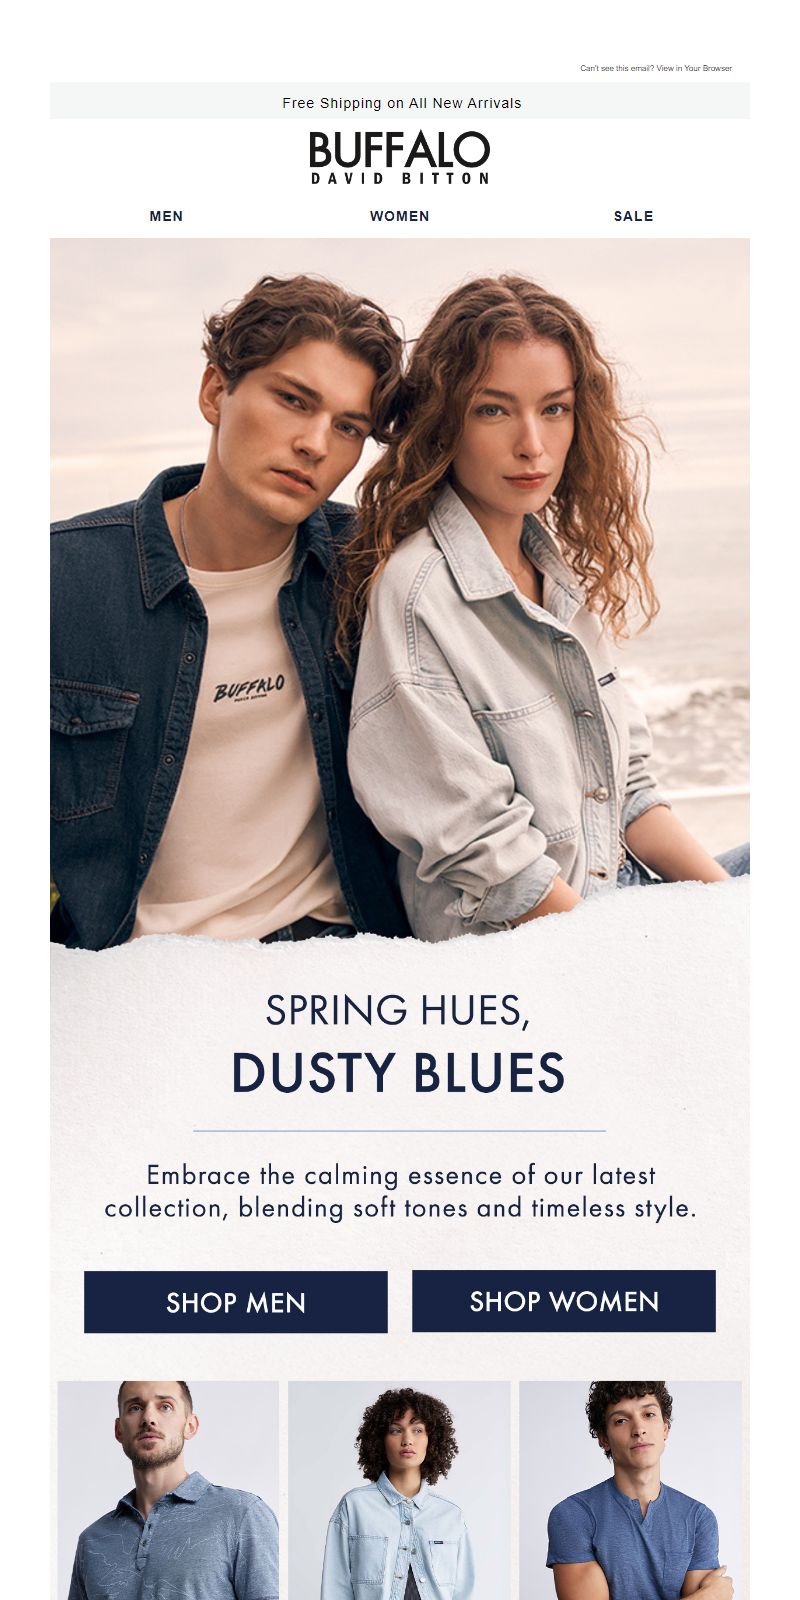 Can't see this email? View in Your Browser
Free Shipping on All New Arrivals
BUFFALO
DAVID BITTON
MEN WOMEN SALE
BUFFALO
SPRING HUES,
DUSTY BLUES
Embrace the calming essence of our latest
collection, blending soft tones and timeless style.
SHOP MEN SHOP WOMEN